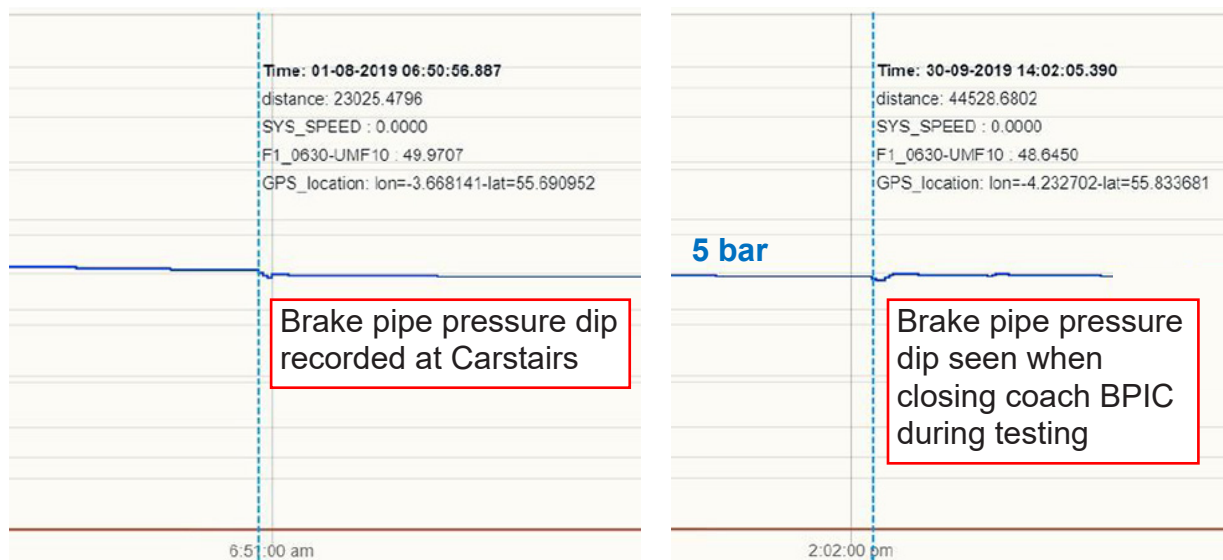 Time: 01-08-2019 06:50:56.887
distance: 23025.4796
SYS_SPEED : 0.0000
F1_0630-UMF10 : 49.9707
GPS_location: lon=-3.668141-lat=55.690952
Brake pipe pressure dip
recorded at Carstairs
6:51:00 am
Time: 30-09-2019 14:02:05.390
distance: 44528.6802
SYS_SPEED : 0.0000
F1_0630-UMF10 : 48.6450
GPS_location: lon=-4.232702-lat=55.833681
5 bar
Brake pipe pressure
dip seen when
closing coach BPIC
during testing
2:02:00 pm